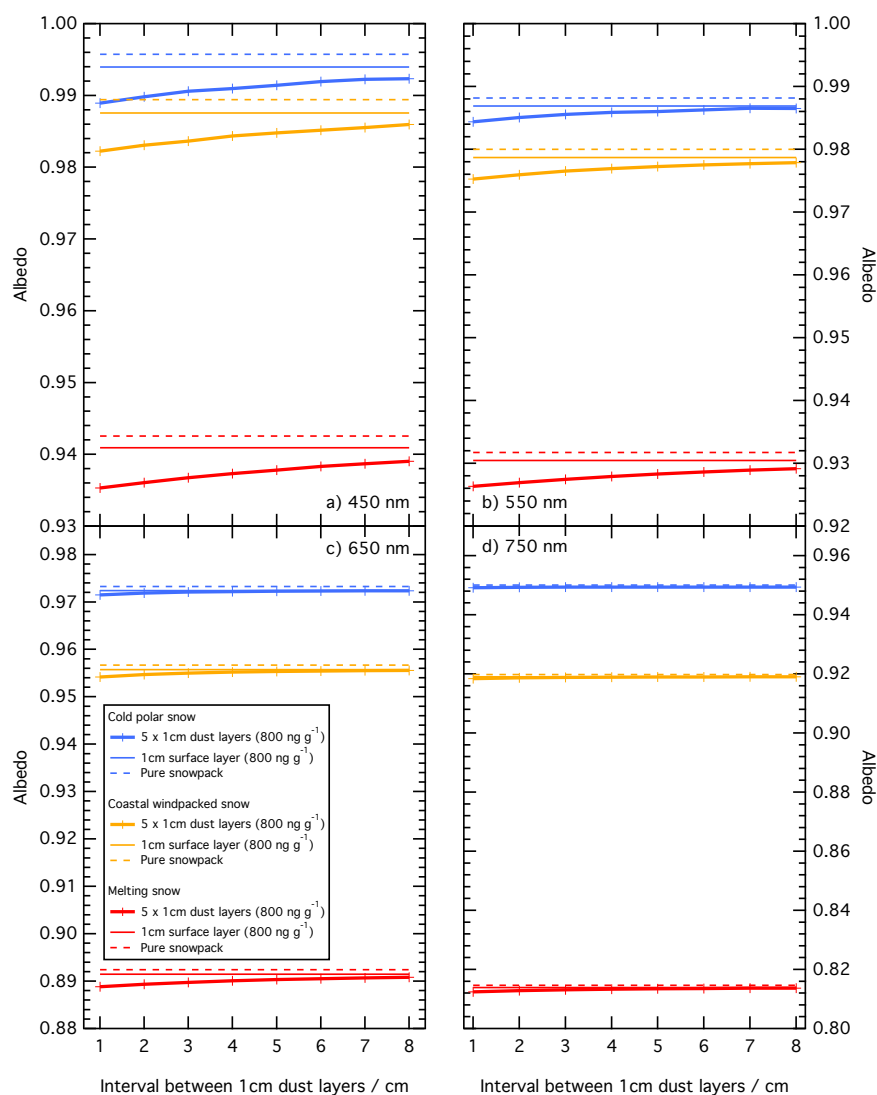 1.00
0.99
0.98
0.97
0.96
0.95
0.94
0.93
Albedo
a) 450 nm
1.00
0.99
0.98
0.97
0.96
0.95
0.94
0.93
0.92
Albedo
b) 550 nm
0.98
0.97
0.96
0.95
0.94
0.93
0.92
0.91
0.90
0.89
0.88
Albedo
c) 650 nm
Cold polar snow
5 x 1cm dust layers (800 ng g⁻¹)
1cm surface layer (800 ng g⁻¹)
Pure snowpack
Coastal windpacked snow
5 x 1cm dust layers (800 ng g⁻¹)
1cm surface layer (800 ng g⁻¹)
Pure snowpack
Melting snow
5 x 1cm dust layers (800 ng g⁻¹)
1cm surface layer (800 ng g⁻¹)
Pure snowpack
1 2 3 4 5 6 7 8
Interval between 1cm dust layers / cm
d) 750 nm
0.96
0.94
0.92
0.90
0.88
0.86
0.84
0.82
0.80
Albedo
1 2 3 4 5 6 7 8
Interval between 1cm dust layers / cm